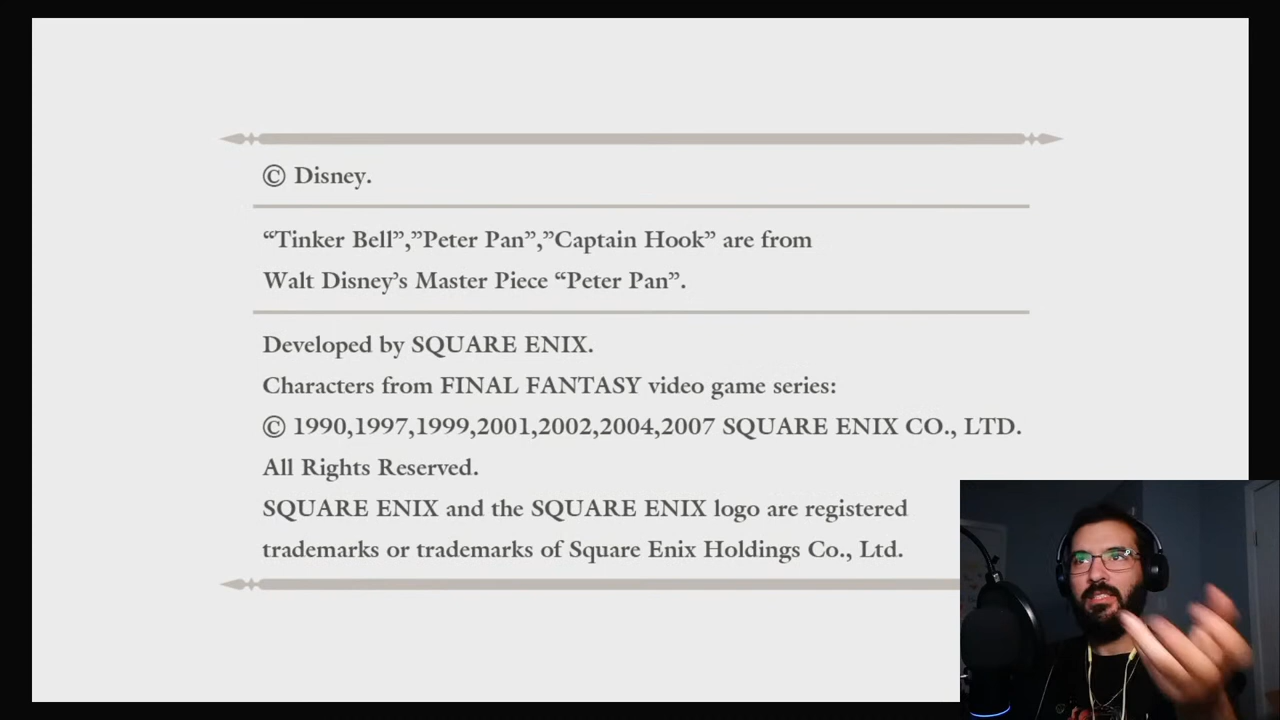 © Disney.
“Tinker Bell”,”Peter Pan”,”Captain Hook” are from
Walt Disney’s Master Piece “Peter Pan”.
Developed by SQUARE ENIX.
Characters from FINAL FANTASY video game series:
© 1990,1997,1999,2001,2002,2004,2007 SQUARE ENIX CO., LTD.
All Rights Reserved.
SQUARE ENIX and the SQUARE ENIX logo are registered
trademarks or trademarks of Square Enix Holdings Co., Ltd.